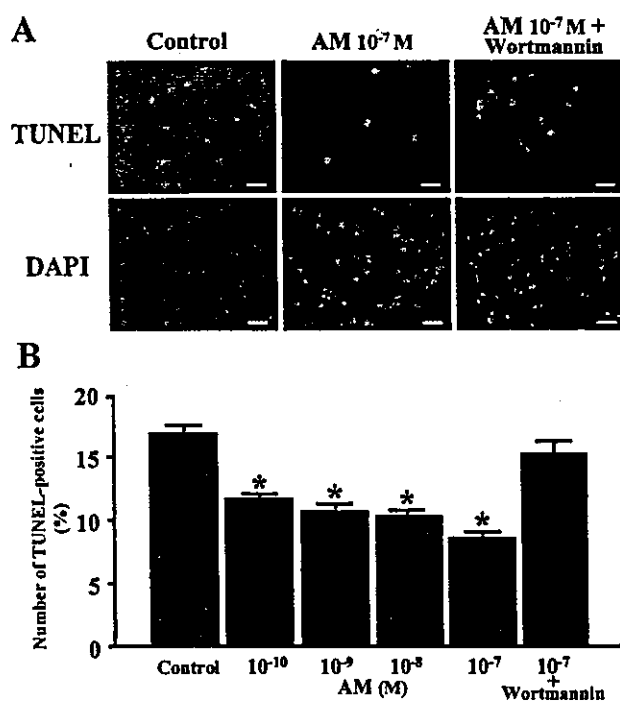 A
Control AM 10⁻⁷ M AM 10⁻⁷ M +
Wortmannin
TUNEL
DAPI
B
Number of TUNEL-positive cells
(%)
20
15
10
5
0
Control 10⁻¹⁰ 10⁻⁹ 10⁻⁸ 10⁻⁷ 10⁻⁷
AM (M) +
Wortmannin
* * * *